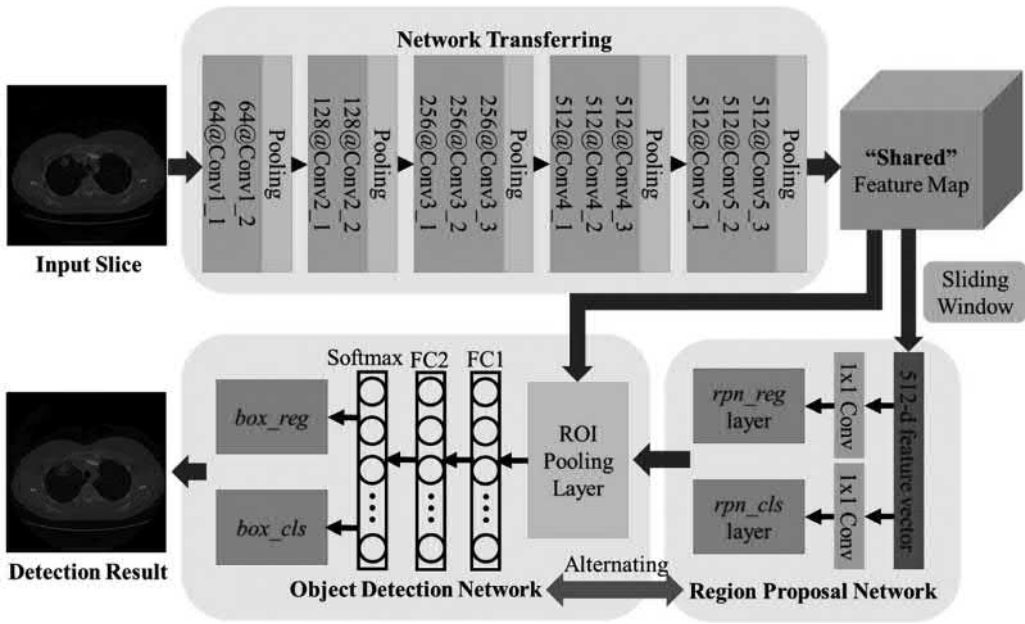 Network Transferring
64@Conv1_1
64@Conv1_2
Pooling
128@Conv2_1
128@Conv2_2
Pooling
256@Conv3_1
256@Conv3_2
256@Conv3_3
Pooling
512@Conv4_1
512@Conv4_2
512@Conv4_3
Pooling
512@Conv5_1
512@Conv5_2
512@Conv5_3
Pooling
"Shared"
Feature Map
Input Slice
Sliding
Window
Softmax
FC2
FC1
box_reg
box_cls
ROI
Pooling
Layer
rpn_reg
layer
rpn_cls
layer
1x1 Conv
1x1 Conv
512-d feature vector
Detection Result
Object Detection Network
Alternating
Region Proposal Network